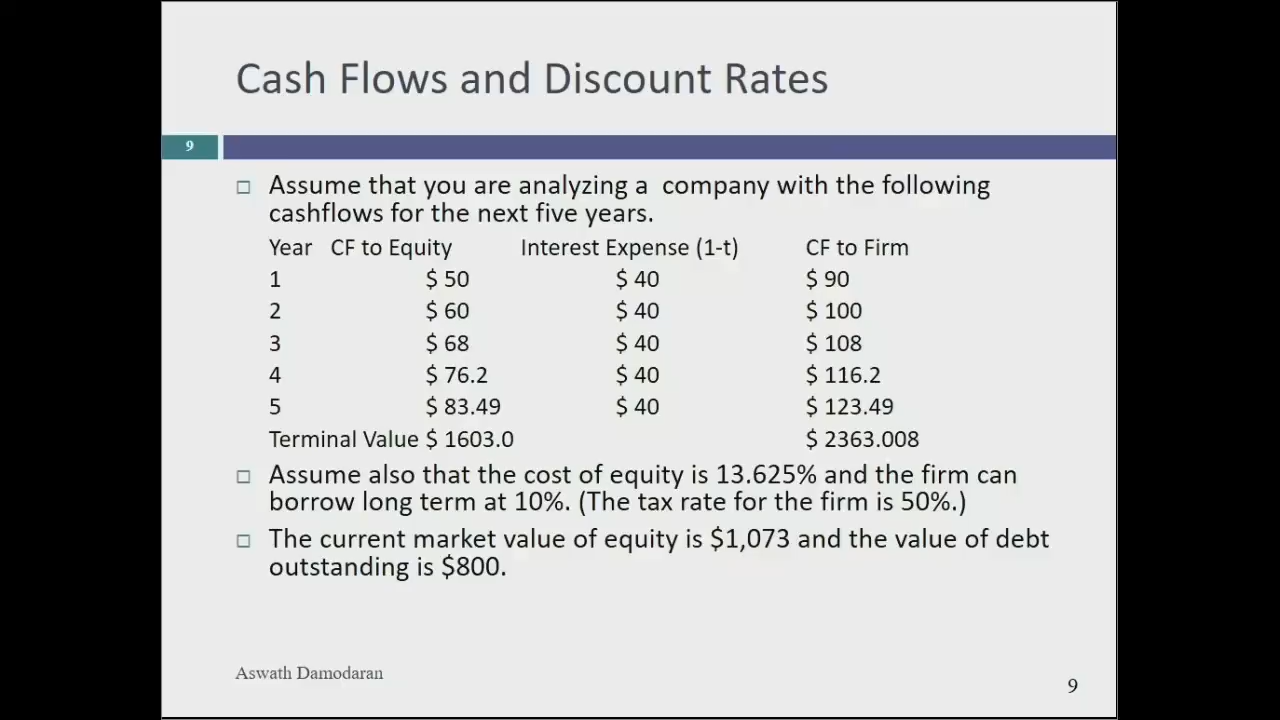 Cash Flows and Discount Rates
9
Assume that you are analyzing a company with the following
cashflows for the next five years.
Year CF to Equity Interest Expense (1-t) CF to Firm
1 $ 50 $ 40 $ 90
2 $ 60 $ 40 $ 100
3 $ 68 $ 40 $ 108
4 $ 76.2 $ 40 $ 116.2
5 $ 83.49 $ 40 $ 123.49
Terminal Value $ 1603.0 $ 2363.008
Assume also that the cost of equity is 13.625% and the firm can
borrow long term at 10%. (The tax rate for the firm is 50%.)
The current market value of equity is $1,073 and the value of debt
outstanding is $800.
Aswath Damodaran
9